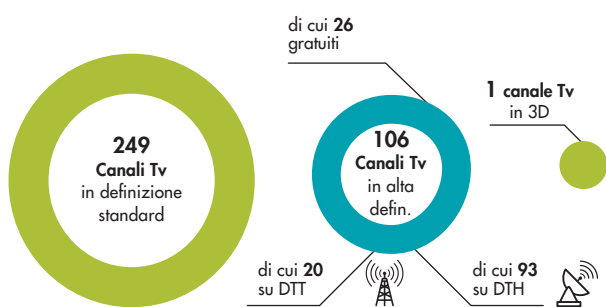 di cui 26
gratuiti
1 canale Tv
in 3D
249
Canali Tv
in definizione
standard
106
Canali Tv
in alta
defin.
di cui 20
su DTT
di cui 93
su DTH